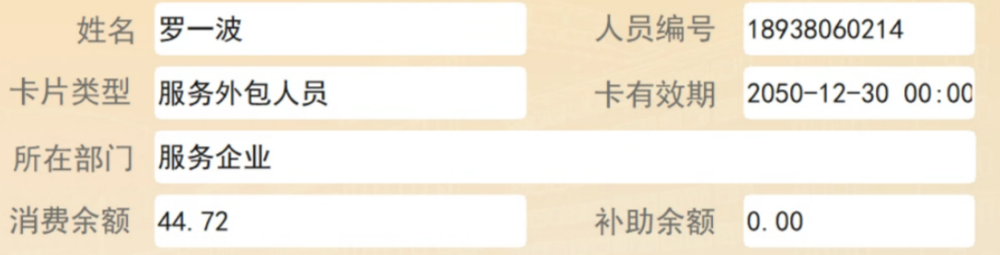 姓名 罗一波 人员编号 18938060214
卡片类型 服务外包人员 卡有效期 2050-12-30 00:00
所在部门 服务企业
消费余额 44.72 补助余额 0.00